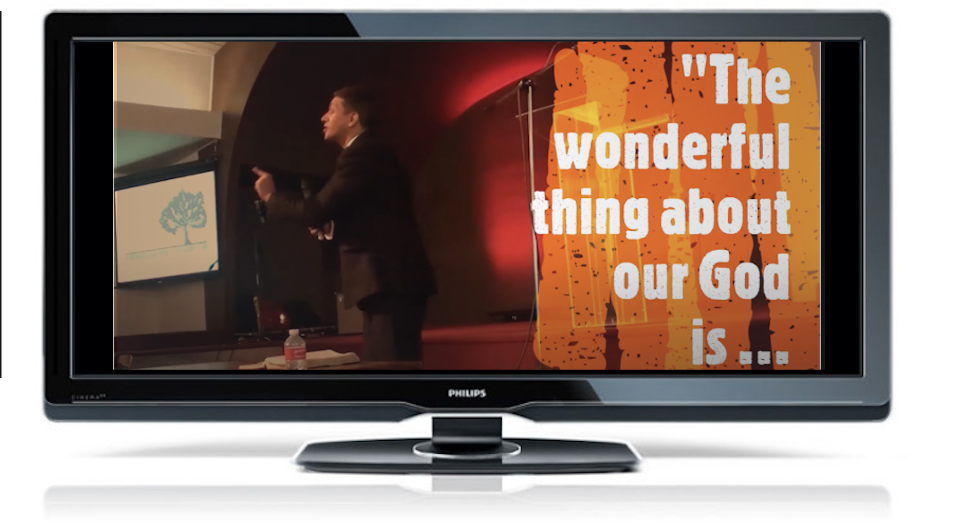 "The
wonderful
thing about
our God
is ...
PHILIPS